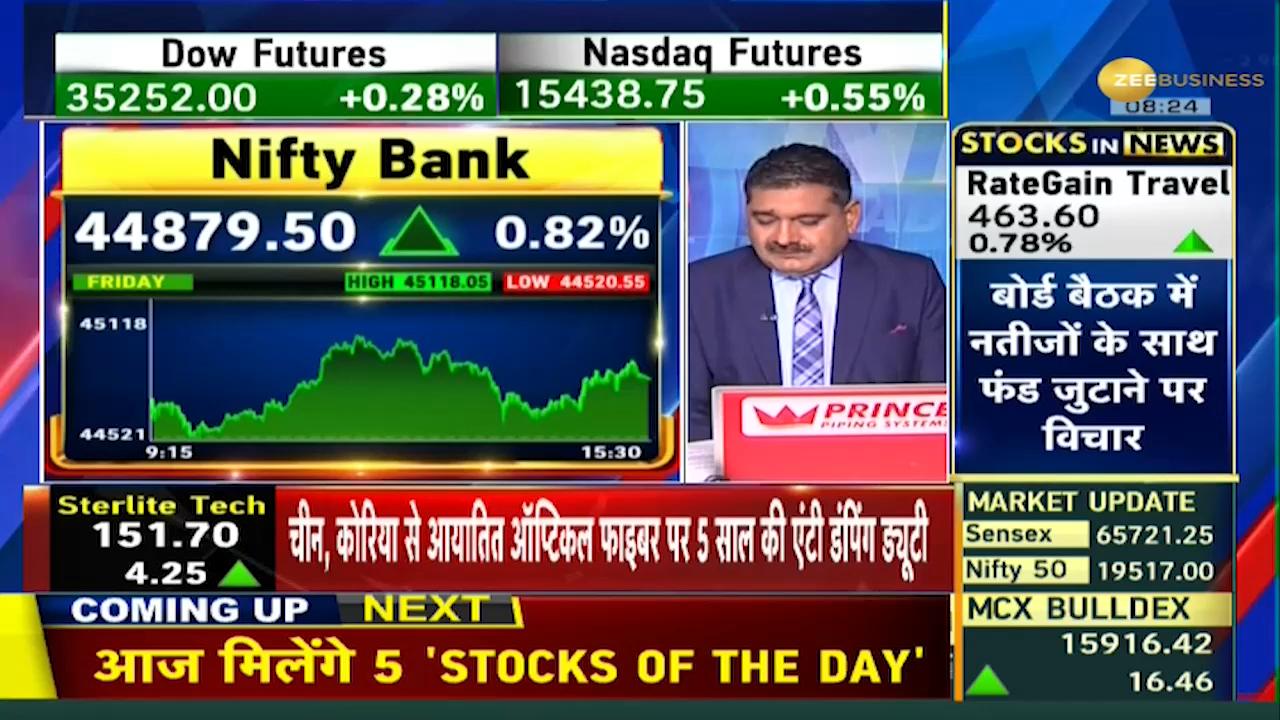 Dow Futures
35252.00 +0.28%
Nasdaq Futures
15438.75 +0.55%
ZEEBUSINESS
08:24
Nifty Bank
44879.50 0.82%
FRIDAY HIGH 45118.05 LOW 44520.55
45118
44521
9:15 15:30
PRINCE
PIPING SYSTEM
STOCKS IN NEWS
RateGain Travel
463.60
0.78%
बोर्ड बैठक में
नतीजों के साथ
फंड जुटाने पर
विचार
Sterlite Tech
151.70
4.25
चीन, कोरिया से आयातित ऑप्टिकल फाइबर पर 5 साल की एंटी डंपिंग ड्यूटी
COMING UP NEXT
आज मिलेंगे 5 'STOCKS OF THE DAY'
MARKET UPDATE
Sensex 65721.25
Nifty 50 19517.00
MCX BULLDEX
15916.42
16.46